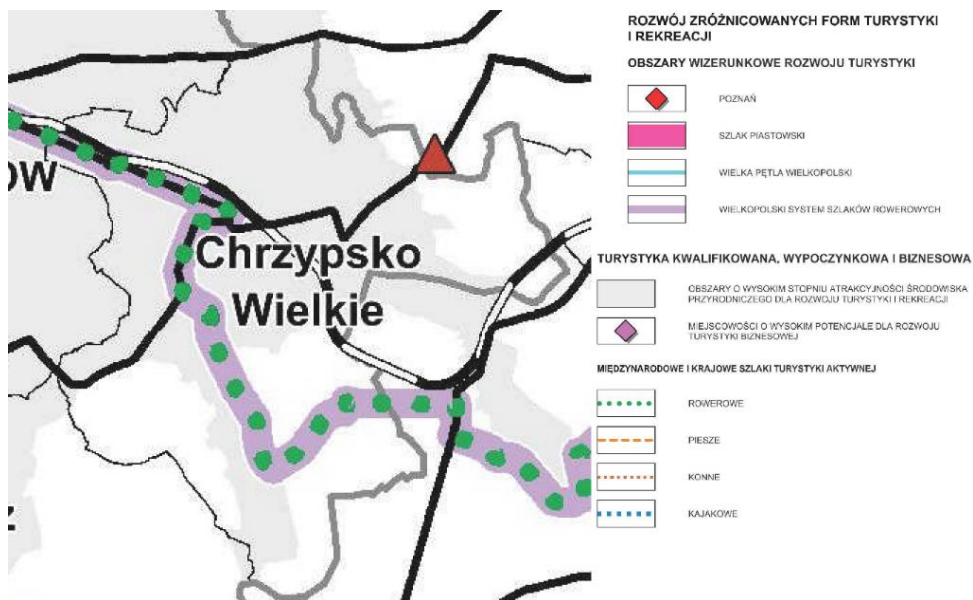 ÓW
Chrzypsko
Wielkie
ROZWÓJ ZRÓŻNICOWANYCH FORM TURYSTYKI
I REKREACJI
OBSZARY WIZERUNKOWE ROZWOJU TURYSTYKI
POZNAŃ
SZLAK PIASTOWSKI
WIELKA PĘTLA WIELKOPOLSKI
WIELKOPOLSKI SYSTEM SZLAKÓW ROWEROWYCH
TURYSTYKA KWALIFIKOWANA, WYPOCZYNKOWA I BIZNESOWA
OBSZARY O WYSOKIM STOPNIU ATRAKCYJNOŚCI ŚRODOWISKA
PRZYRODNICZEGO DLA ROZWOJU TURYSTYKI I REKREACJI
MIEJSCOWOŚCI O WYSOKIM POTENCJALE DLA ROZWOJU
TURYSTYKI BIZNESOWEJ
MIĘDZYNARODOWE I KRAJOWE SZLAKI TURYSTYKI AKTYWNEJ
ROWEROWE
PIESZE
KONNE
KAJAKOWE